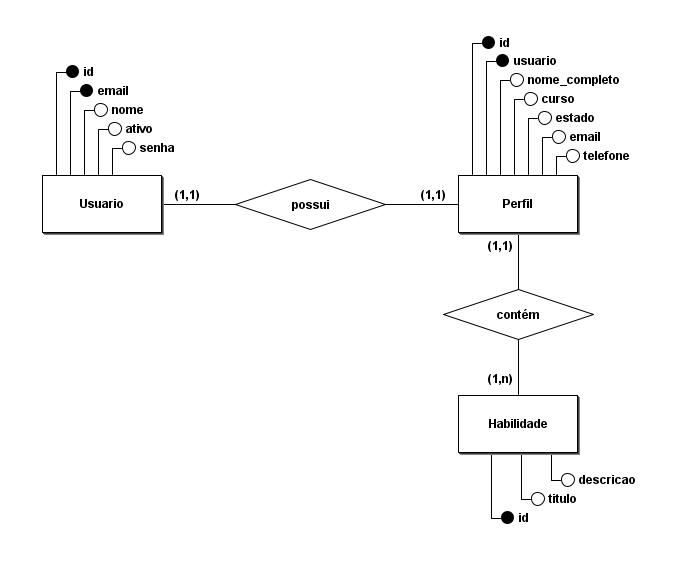 id
email
nome
ativo
senha
Usuario
(1,1)
possui
(1,1)
id
usuario
nome_completo
curso
estado
email
telefone
Perfil
(1,1)
contém
(1,n)
Habilidade
descricao
titulo
id